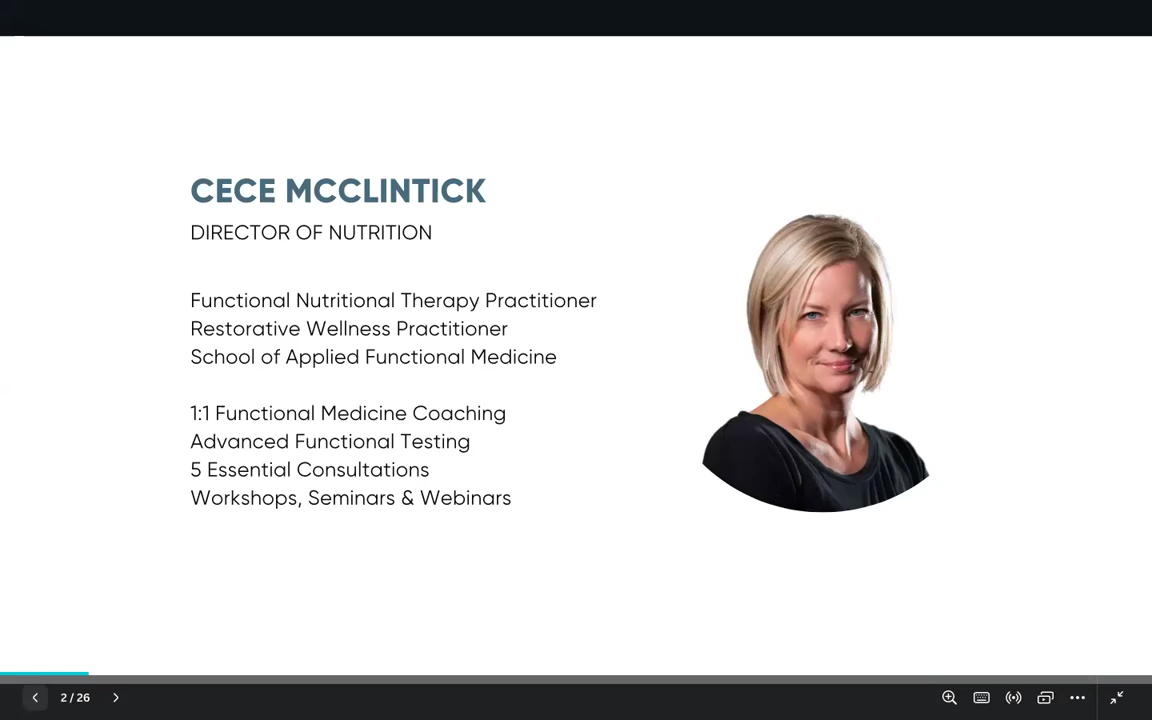 CECE MCCLINTICK
DIRECTOR OF NUTRITION
Functional Nutritional Therapy Practitioner
Restorative Wellness Practitioner
School of Applied Functional Medicine
1:1 Functional Medicine Coaching
Advanced Functional Testing
5 Essential Consultations
Workshops, Seminars & Webinars
2 / 26